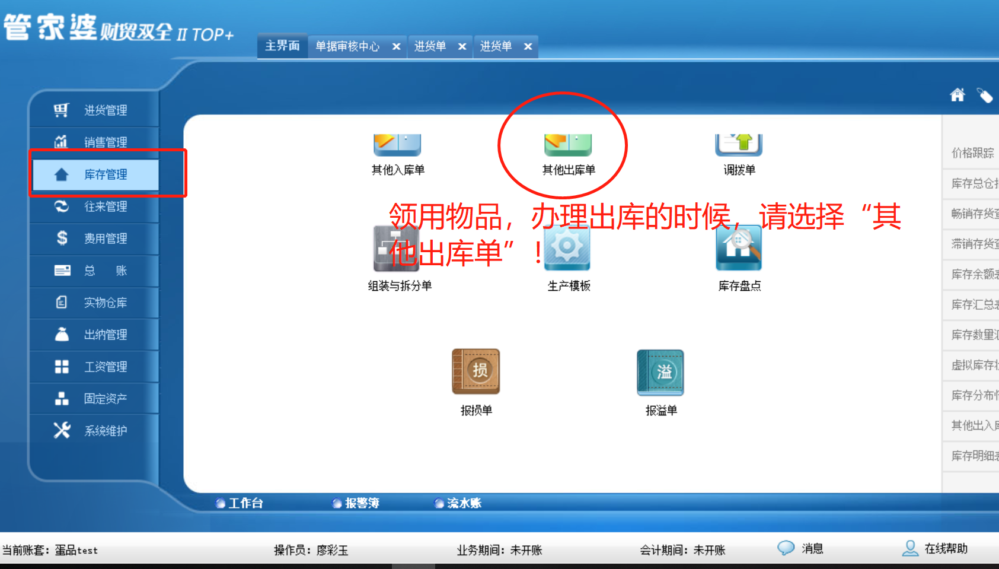 管家婆财贸双全 II TOP+
主界面 单据审核中心 × 进货单 × 进货单 ×
进货管理
销售管理
库存管理
往来管理
费用管理
总 账
实物仓库
出纳管理
工资管理
固定资产
系统维护
其他入库单 其他出库单 调拨单
领用物品，办理出库的时候，请选择“其
他出库单”！
组装与拆分单 生产模板 库存盘点
损 溢
报损单 报溢单
价格跟踪
库存总仓
畅销存货
滞销存货
库存余额
库存汇总
库存数量
虚拟库存
库存分布
其他出入
库存明细
工作台 报警簿 流水账
当前账套：蛋品test 操作员：廖彩玉 业务期间：未开账 会计期间：未开账 消息 在线帮助